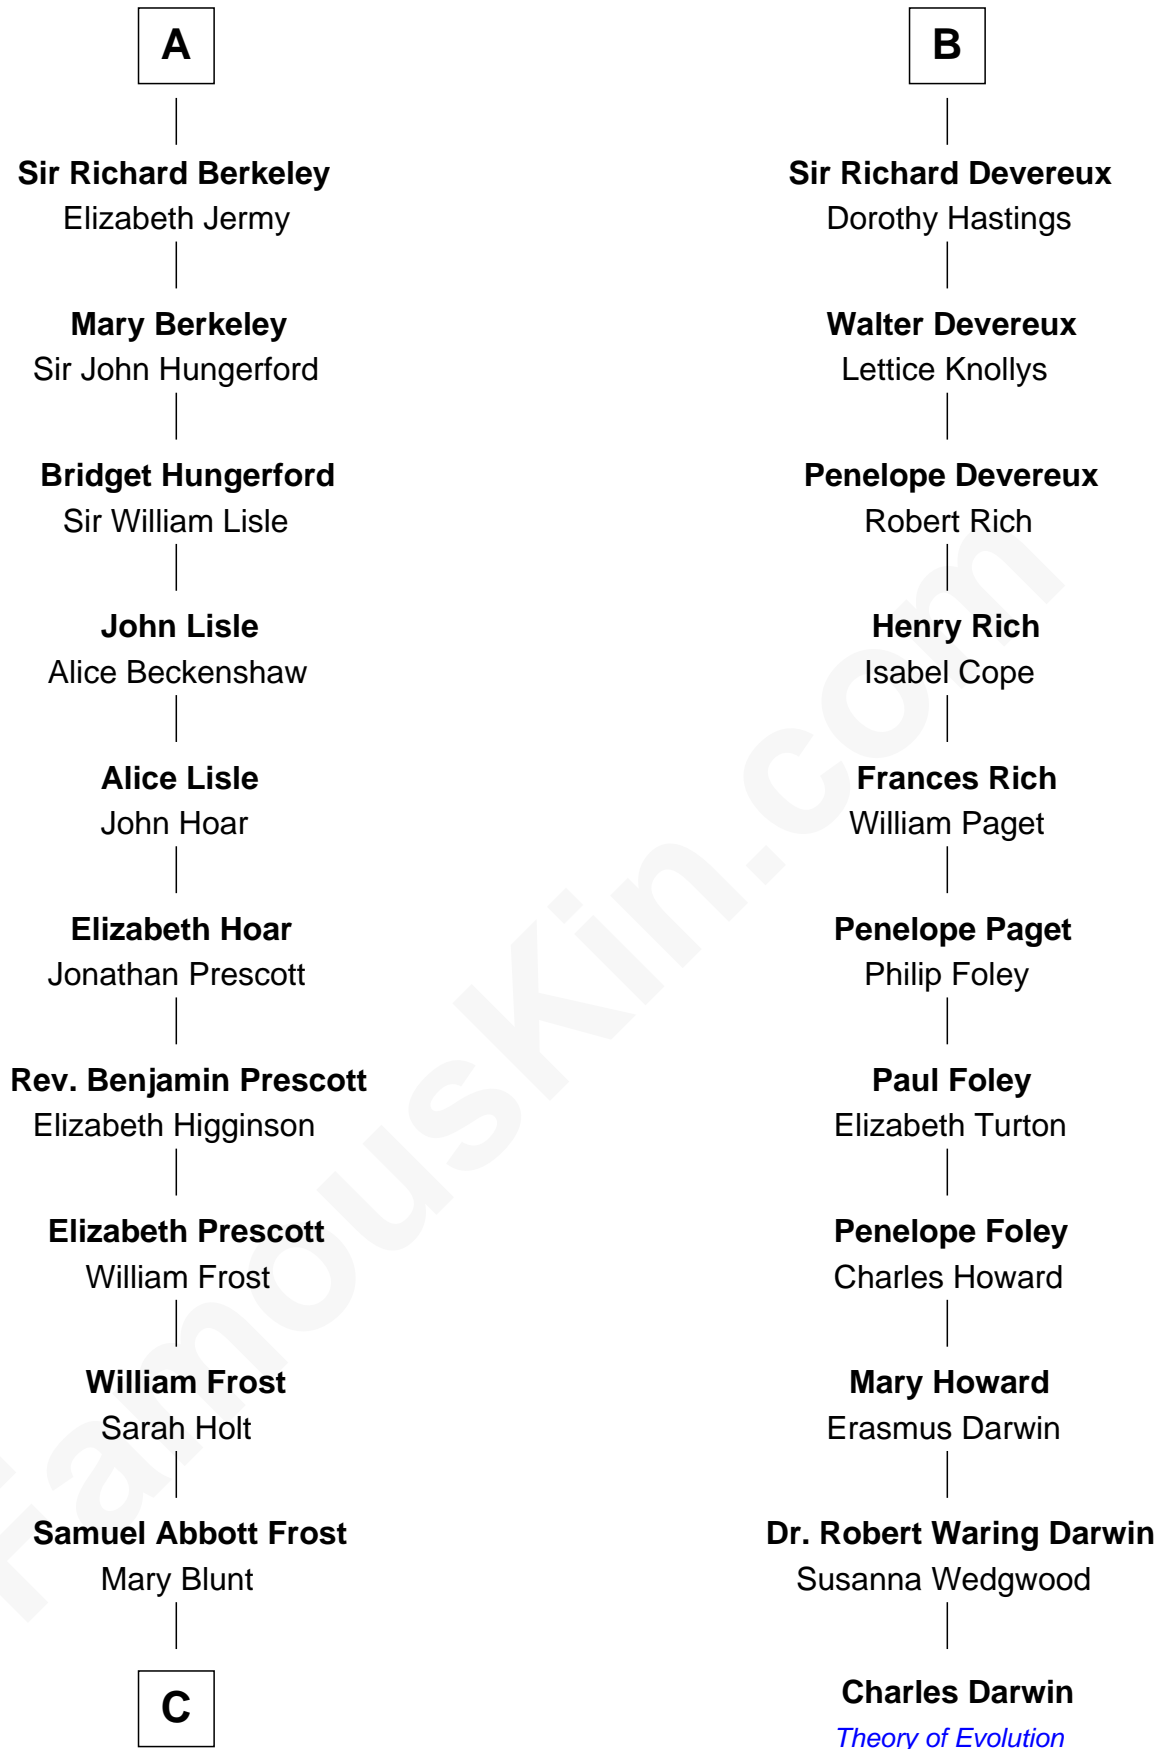 A
Sir Richard Berkeley
Elizabeth Jermy
Mary Berkeley
Sir John Hungerford
Bridget Hungerford
Sir William Lisle
John Lisle
Alice Beckenshaw
Alice Lisle
John Hoar
Elizabeth Hoar
Jonathan Prescott
Rev. Benjamin Prescott
Elizabeth Higginson
Elizabeth Prescott
William Frost
William Frost
Sarah Holt
Samuel Abbott Frost
Mary Blunt
C
B
Sir Richard Devereux
Dorothy Hastings
Walter Devereux
Lettice Knollys
Penelope Devereux
Robert Rich
Henry Rich
Isabel Cope
Frances Rich
William Paget
Penelope Paget
Philip Foley
Paul Foley
Elizabeth Turton
Penelope Foley
Charles Howard
Mary Howard
Erasmus Darwin
Dr. Robert Waring Darwin
Susanna Wedgwood
Charles Darwin
Theory of Evolution
FamousKin.com